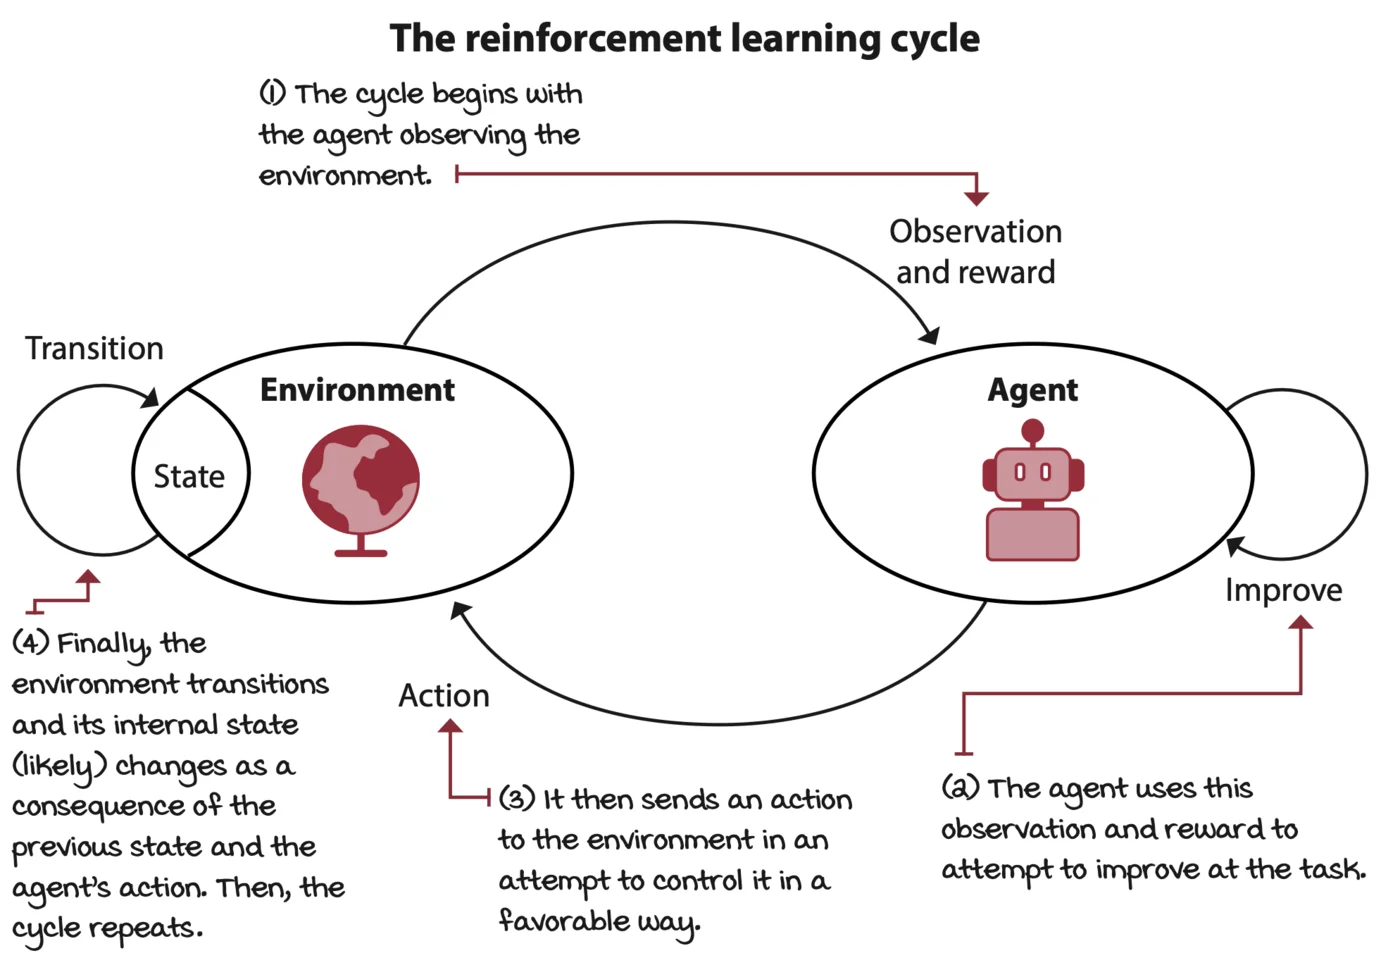 The reinforcement learning cycle
(1) The cycle begins with
the agent observing the
environment.
Observation
and reward
Transition
Environment
Agent
State
Improve
(4) Finally, the
environment transitions
and its internal state
(likely) changes as a
consequence of the
previous state and the
agent's action. Then, the
cycle repeats.
Action
(3) It then sends an action
to the environment in an
attempt to control it in a
favorable way.
(2) The agent uses this
observation and reward to
attempt to improve at the task.